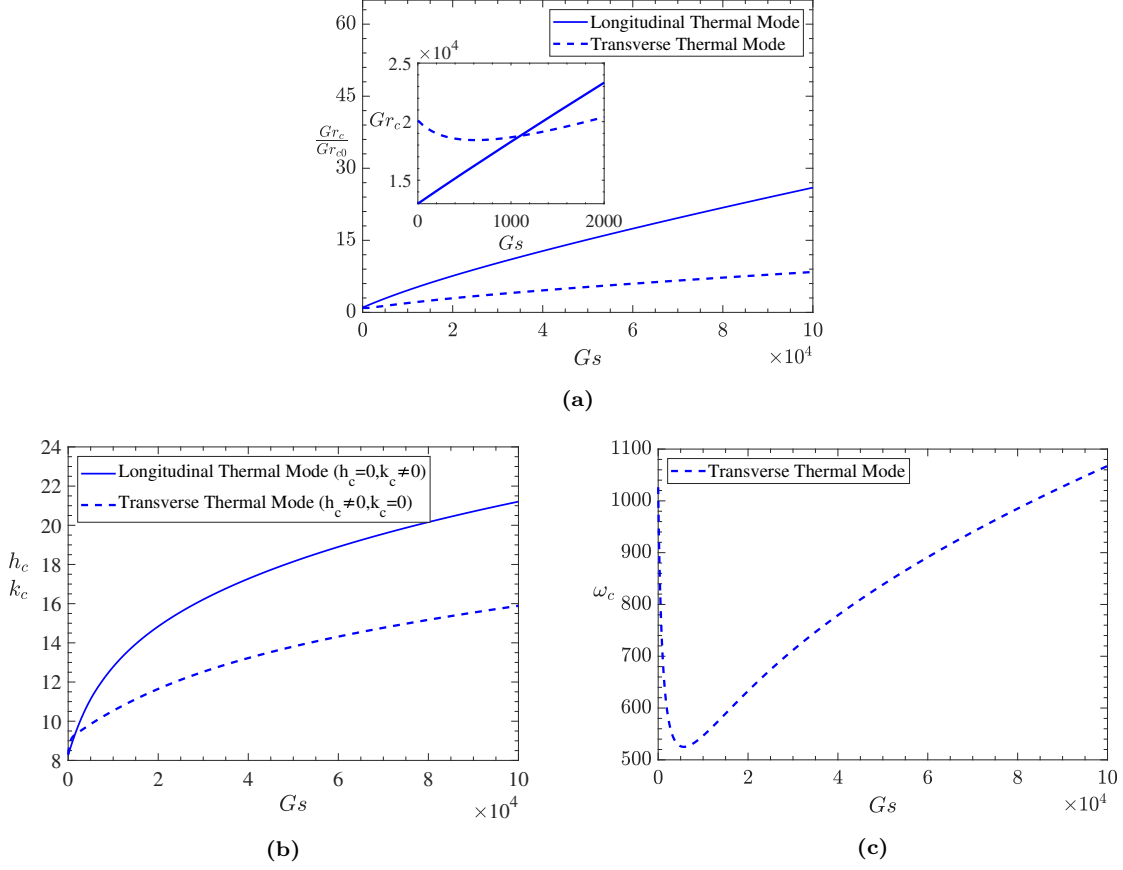 60
45
30
15
0
Gr_c
Gr_{c0}
Longitudinal Thermal Mode
Transverse Thermal Mode
×10^4
2.5
Gr_c 2
1.5
0 1000 2000
Gs
0 2 4 6 8 10
Gs
×10^4
(a)
24
22
20
18
16
14
12
10
8
h_c
k_c
Longitudinal Thermal Mode (h_c=0,k_c≠0)
Transverse Thermal Mode (h_c≠0,k_c=0)
0 2 4 6 8 10
Gs
×10^4
(b)
1100
1000
900
800
700
600
500
ω_c
Transverse Thermal Mode
0 2 4 6 8 10
Gs
×10^4
(c)